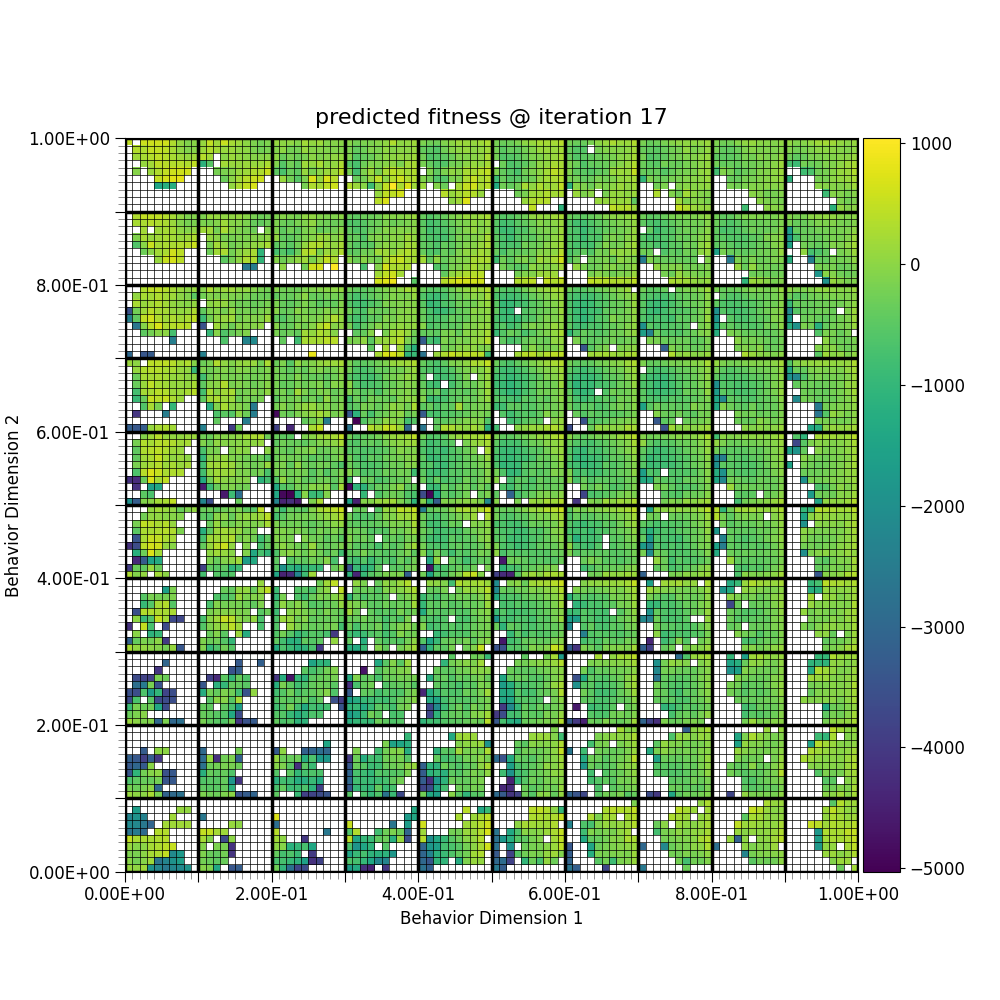 predicted fitness @ iteration 17
1.00E+00
8.00E-01
6.00E-01
4.00E-01
2.00E-01
0.00E+00
Behavior Dimension 2
0.00E+00 2.00E-01 4.00E-01 6.00E-01 8.00E-01 1.00E+00
Behavior Dimension 1
1000
0
−1000
−2000
−3000
−4000
−5000